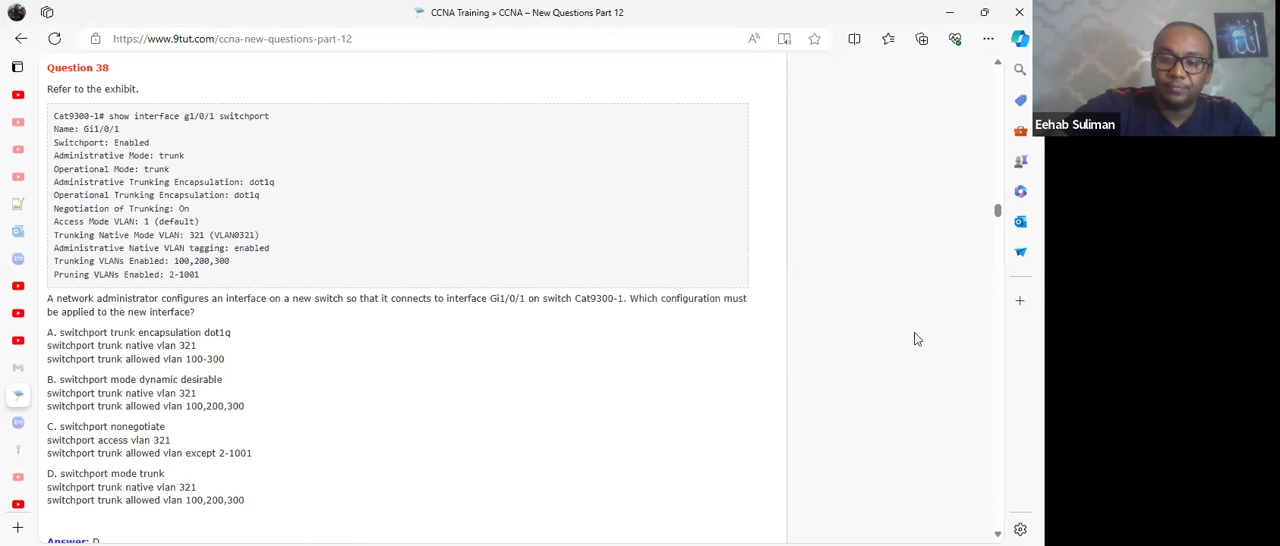 CCNA Training » CCNA – New Questions Part 12
https://www.9tut.com/ccna-new-questions-part-12
Question 38
Refer to the exhibit.
Cat9300-1# show interface g1/0/1 switchport
Name: Gi1/0/1
Switchport: Enabled
Administrative Mode: trunk
Operational Mode: trunk
Administrative Trunking Encapsulation: dot1q
Operational Trunking Encapsulation: dot1q
Negotiation of Trunking: On
Access Mode VLAN: 1 (default)
Trunking Native Mode VLAN: 321 (VLAN0321)
Administrative Native VLAN tagging: enabled
Trunking VLANs Enabled: 100,200,300
Pruning VLANs Enabled: 2-1001
A network administrator configures an interface on a new switch so that it connects to interface Gi1/0/1 on switch Cat9300-1. Which configuration must
be applied to the new interface?
A. switchport trunk encapsulation dot1q
switchport trunk native vlan 321
switchport trunk allowed vlan 100-300
B. switchport mode dynamic desirable
switchport trunk native vlan 321
switchport trunk allowed vlan 100,200,300
C. switchport nonegotiate
switchport access vlan 321
switchport trunk allowed vlan except 2-1001
D. switchport mode trunk
switchport trunk native vlan 321
switchport trunk allowed vlan 100,200,300
Answer: D
Eehab Suliman